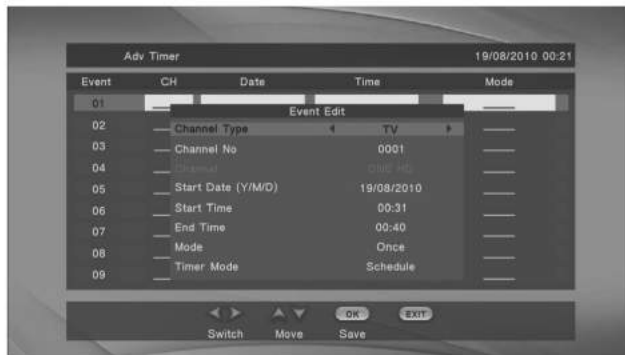 Adv Timer 19/08/2010 00:21
Event CH Date Time Mode
01
Event Edit
02 Channel Type TV
03 Channel No 0001
04 Channel
05 Start Date (Y/M/D) 19/08/2010
06 Start Time 00:31
07 End Time 00:40
08 Mode Once
09 Timer Mode Schedule
OK EXIT
Switch Move Save